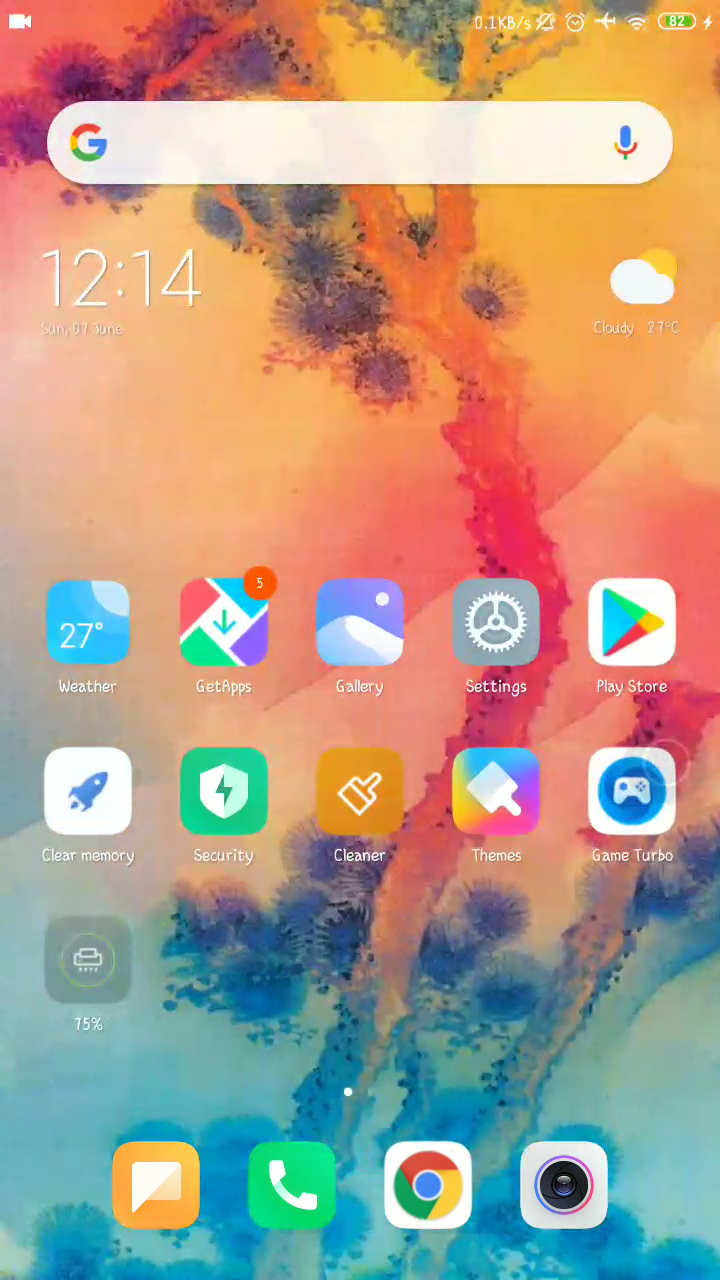 0.1KB/s 82
12:14
Sun, 07 June
Cloudy 27°C
27°
5
Weather GetApps Gallery Settings Play Store
Clear memory Security Cleaner Themes Game Turbo
75%